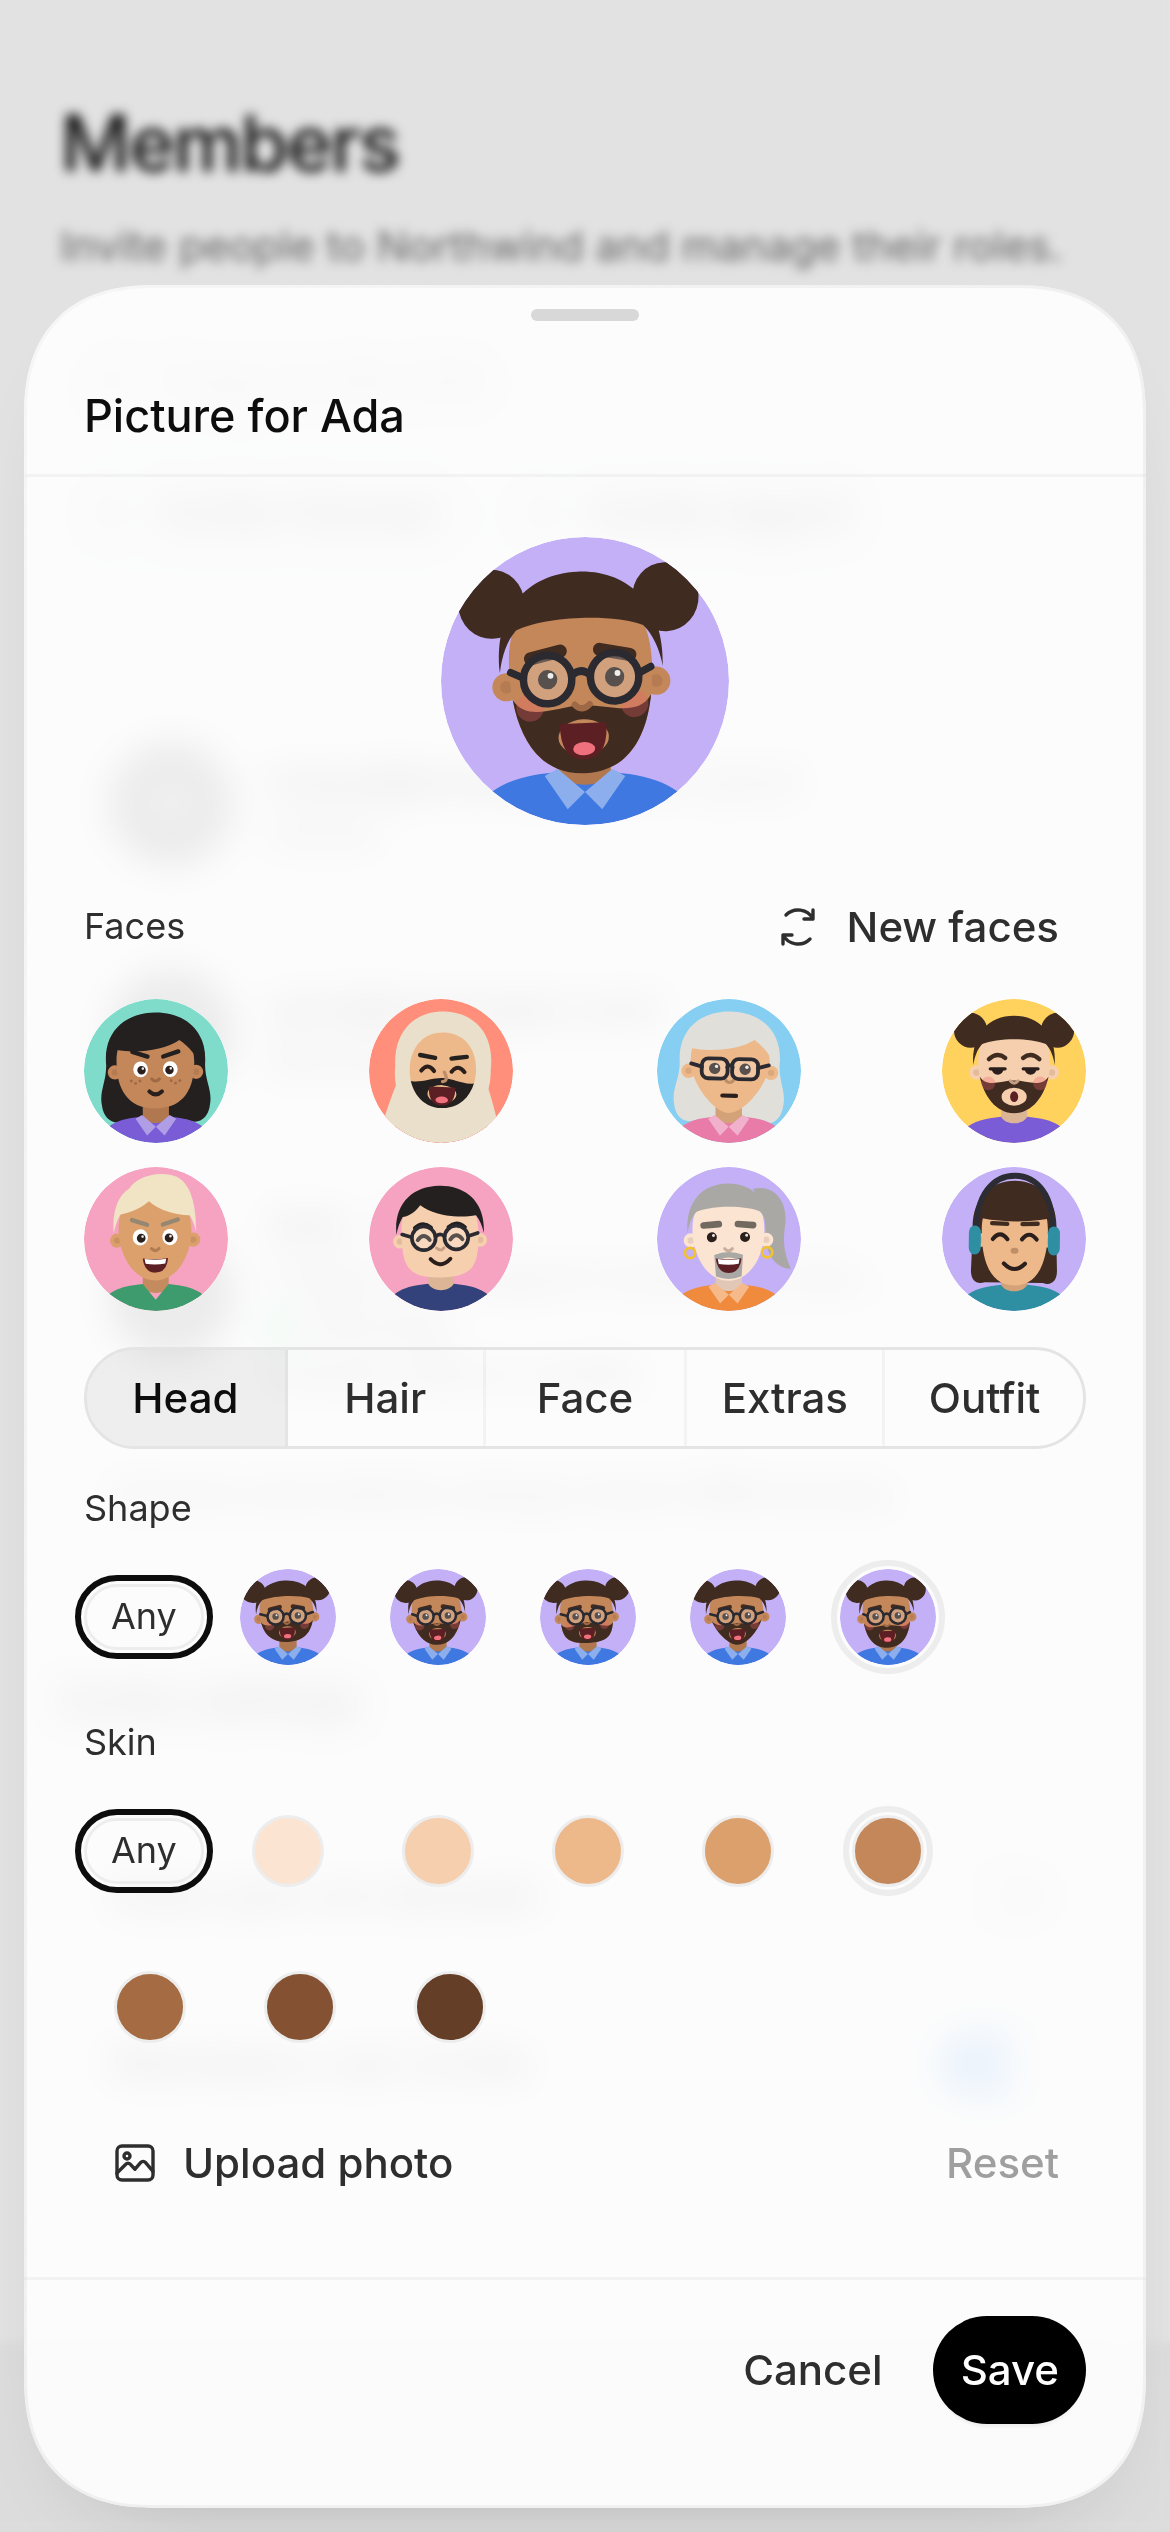 Members
Invite people to Northwind and manage their roles.
Picture for Ada
Faces
New faces
Head
Hair
Face
Extras
Outfit
Shape
Any
Skin
Any
Upload photo
Reset
Cancel
Save